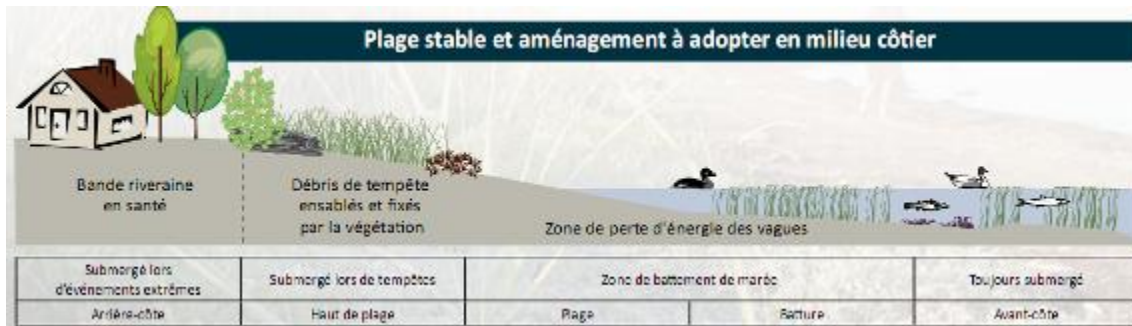 Plage stable et aménagement à adopter en milieu côtier
Bande riveraine
en santé
Débris de tempête
ensablés et fixés
par la végétation
Zone de perte d'énergie des vagues
Submergé lors
d'événements extrêmes
Submergé lors de tempêtes
Zone de battement de marée
Toujours submergé
Arrière-côte
Haut de plage
Plage
Batture
Avant-côte